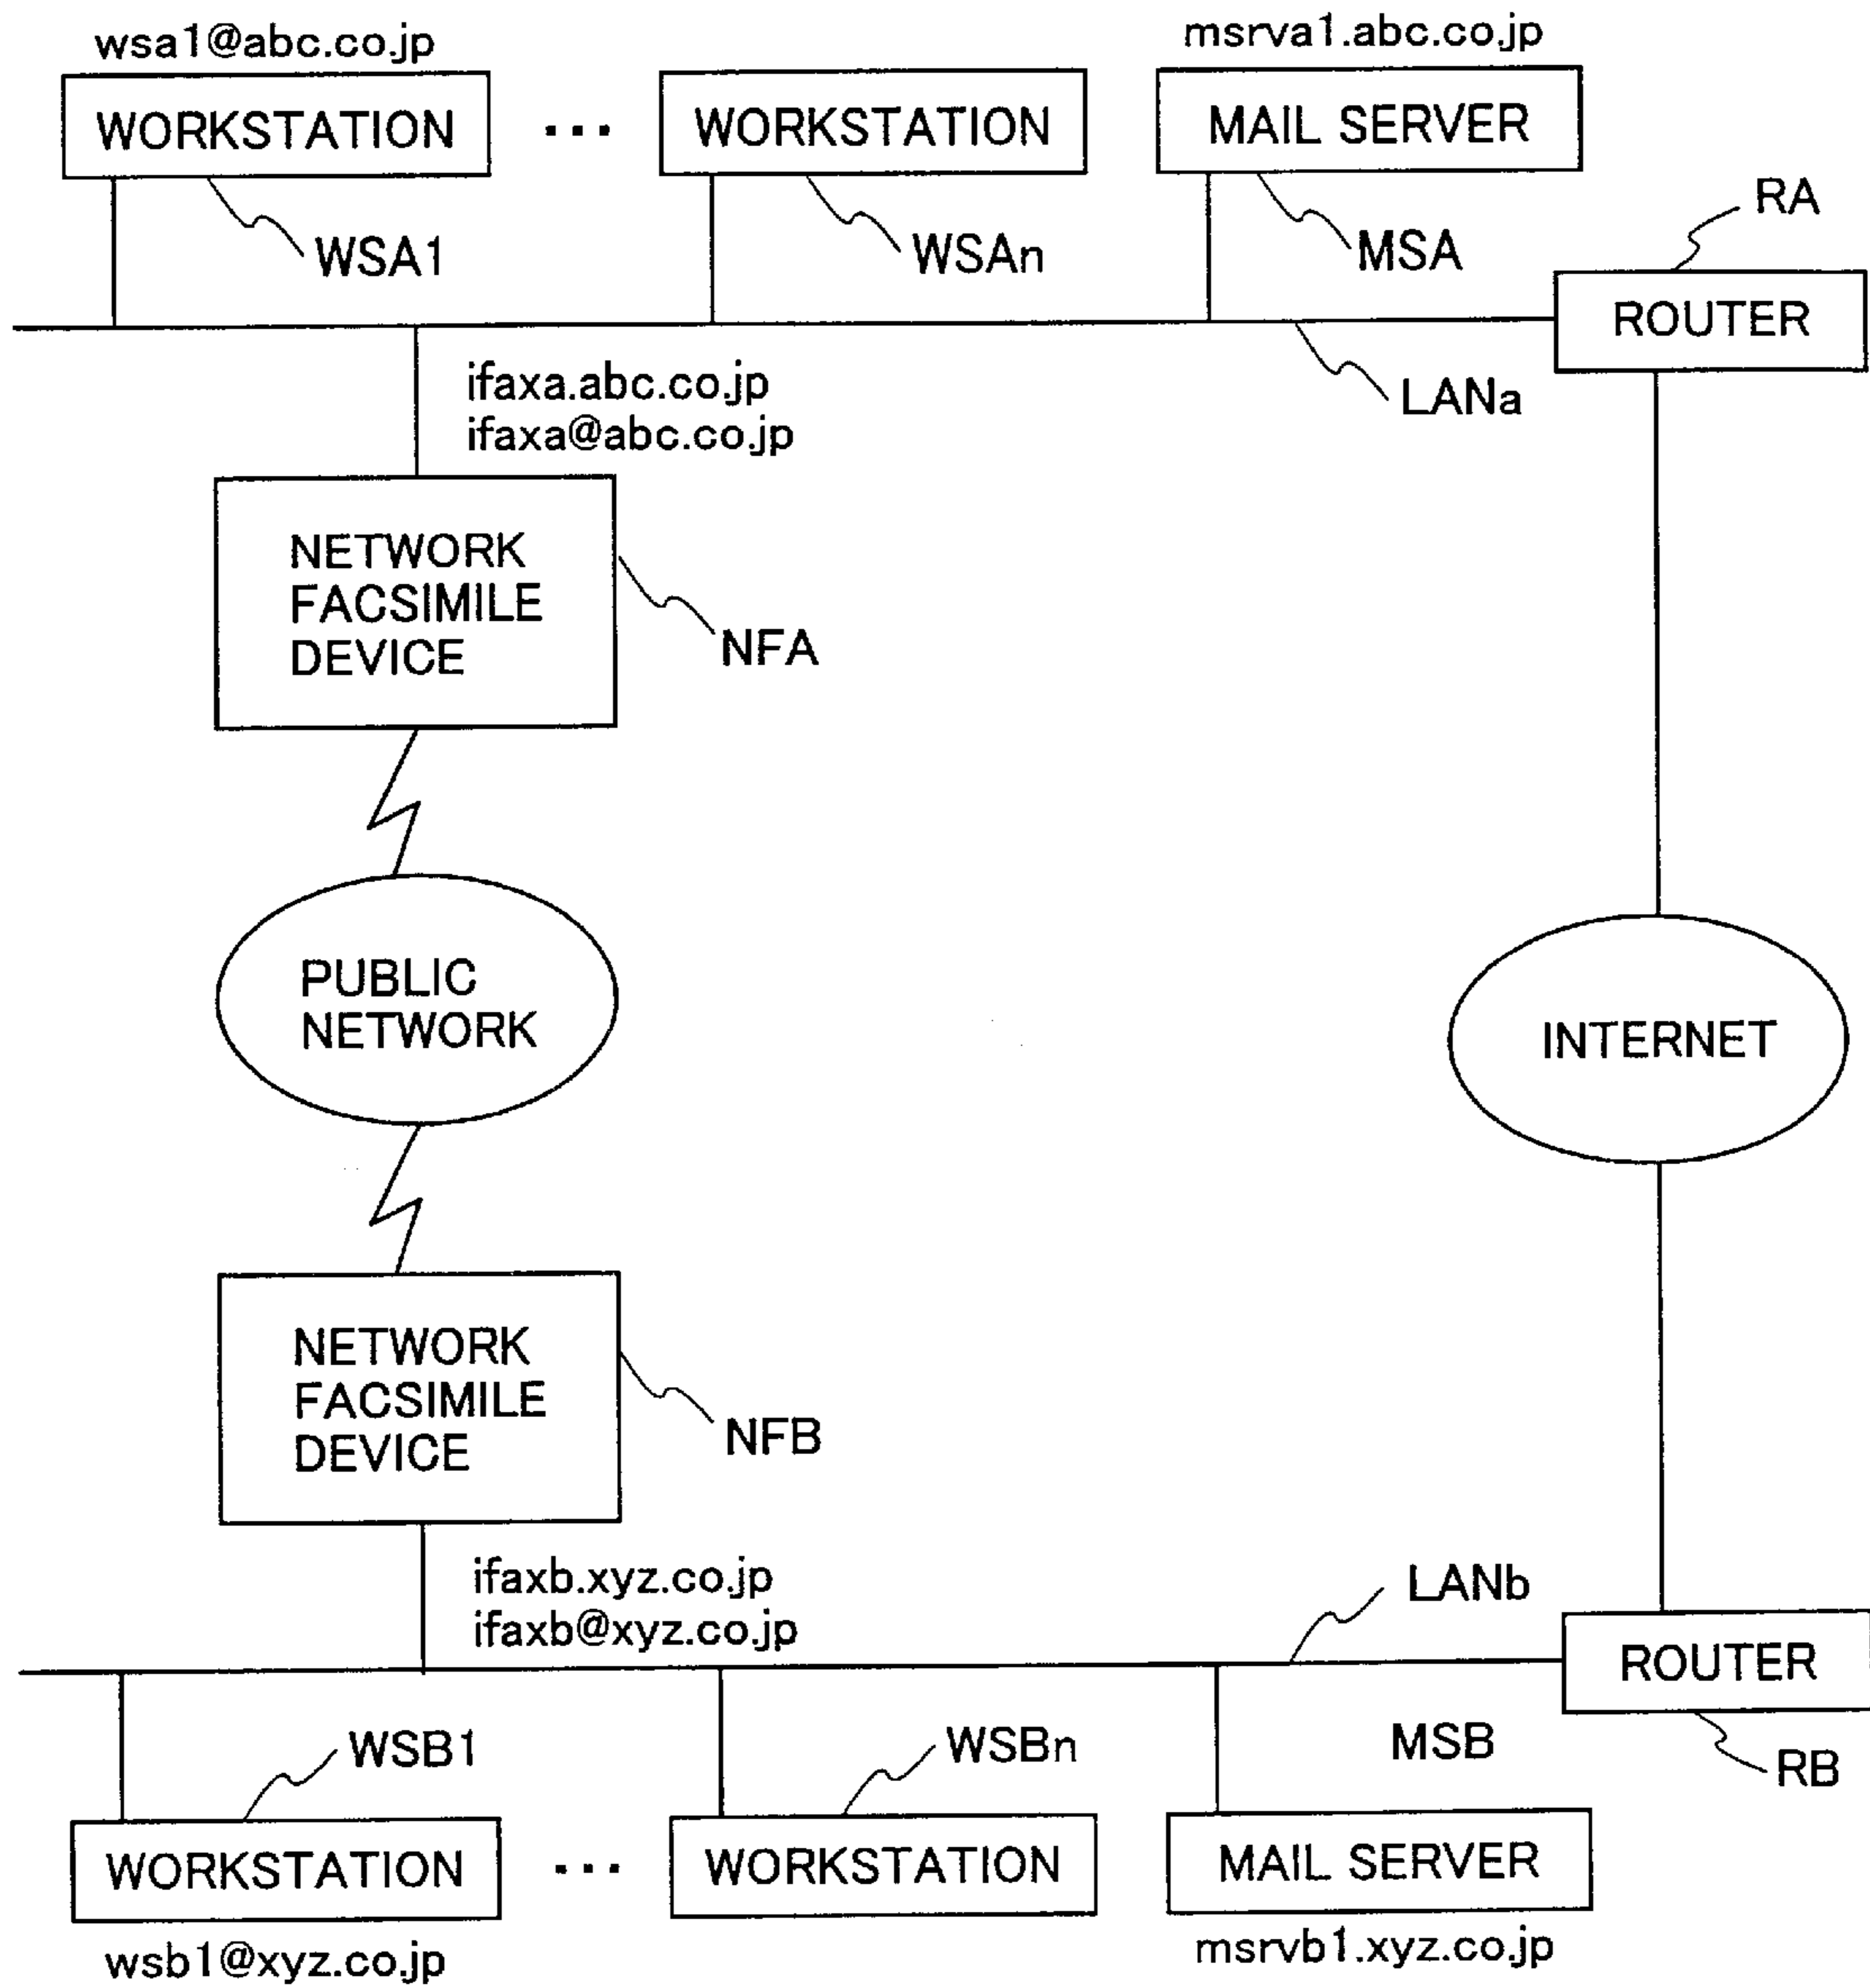 wsa1@abc.co.jp
msrva1.abc.co.jp
WORKSTATION
...
WORKSTATION
MAIL SERVER
RA
WSA1
WSAn
MSA
ROUTER
ifaxa.abc.co.jp
ifaxa@abc.co.jp
LANa
NETWORK
FACSIMILE
DEVICE
NFA
PUBLIC
NETWORK
INTERNET
NETWORK
FACSIMILE
DEVICE
NFB
ifaxb.xyz.co.jp
ifaxb@xyz.co.jp
LANb
ROUTER
WSB1
WSBn
MSB
RB
WORKSTATION
...
WORKSTATION
MAIL SERVER
wsb1@xyz.co.jp
msrvb1.xyz.co.jp